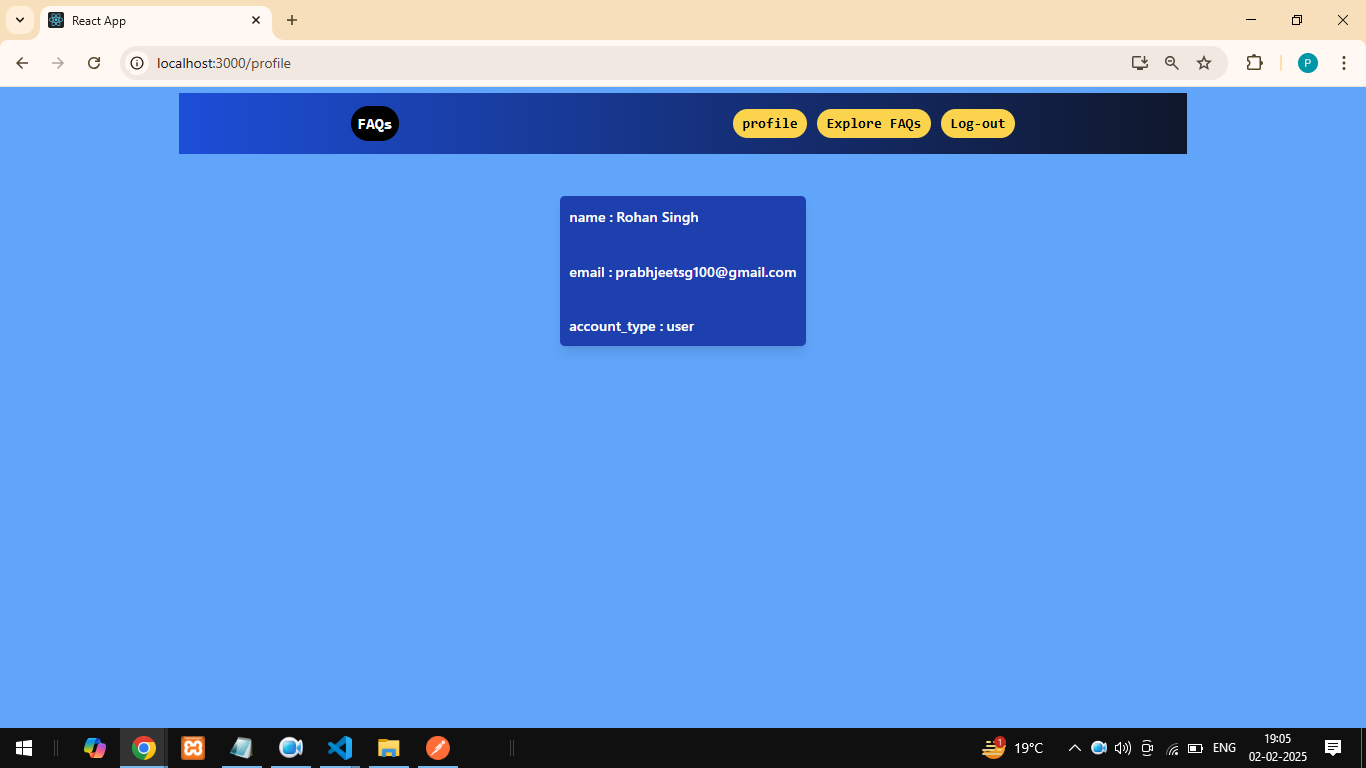 React App
localhost:3000/profile
P
FAQs
profile
Explore FAQs
Log-out
name : Rohan Singh
email : prabhjeetsg100@gmail.com
account_type : user
1
19°C
ENG
19:05
02-02-2025